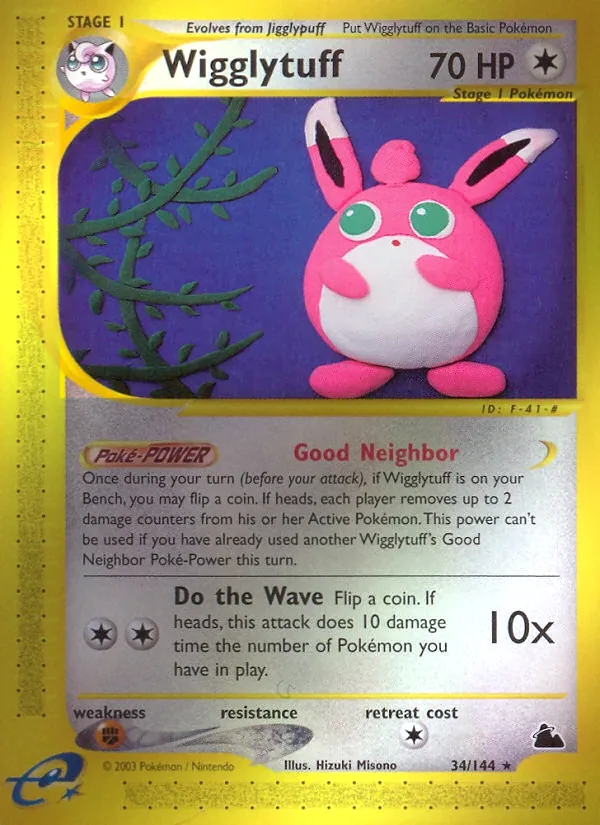 STAGE 1
Evolves from Jigglypuff Put Wigglytuff on the Basic Pokémon
Wigglytuff 70 HP
Stage 1 Pokémon
ID: F-41-#
Poké-POWER Good Neighbor
Once during your turn (before your attack), if Wigglytuff is on your
Bench, you may flip a coin. If heads, each player removes up to 2
damage counters from his or her Active Pokémon. This power can't
be used if you have already used another Wigglytuff's Good
Neighbor Poké-Power this turn.
Do the Wave Flip a coin. If
heads, this attack does 10 damage
time the number of Pokémon you
have in play.
10x
weakness resistance retreat cost
© 2003 Pokémon / Nintendo Illus. Hizuki Misono 34/144 ★
e